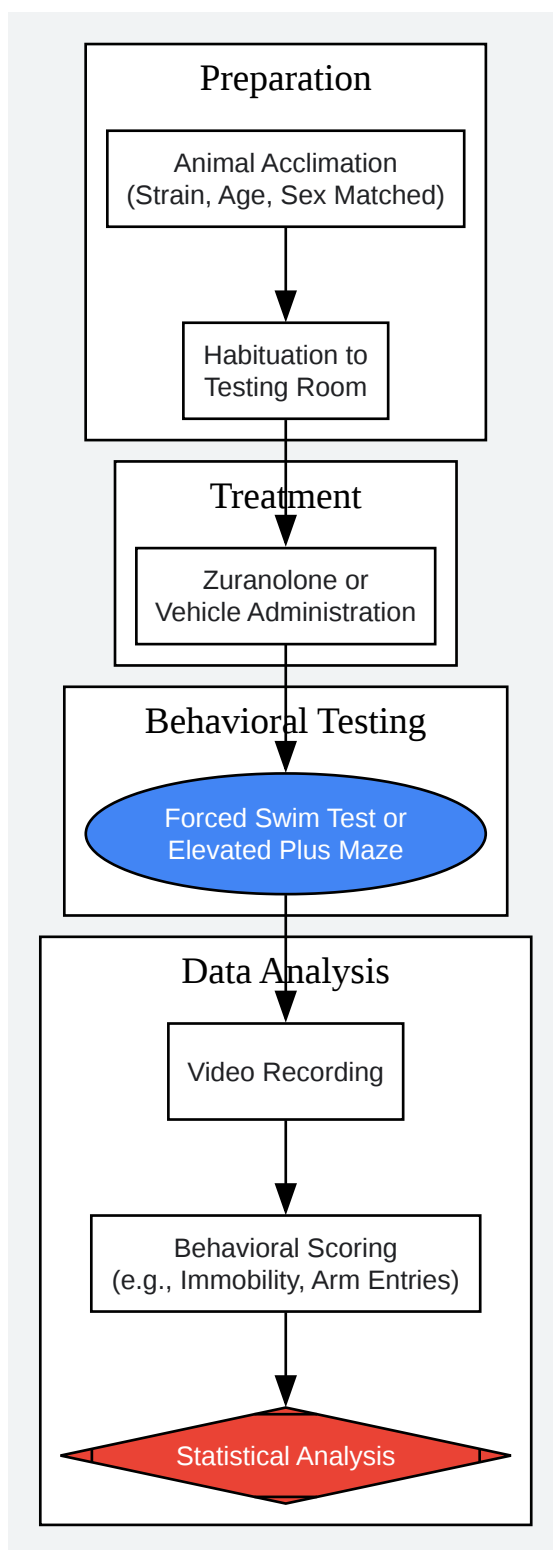 Preparation
Animal Acclimation
(Strain, Age, Sex Matched)
Habituation to
Testing Room
Treatment
Zuranolone or
Vehicle Administration
Behavioral Testing
Forced Swim Test or
Elevated Plus Maze
Data Analysis
Video Recording
Behavioral Scoring
(e.g., Immobility, Arm Entries)
Statistical Analysis